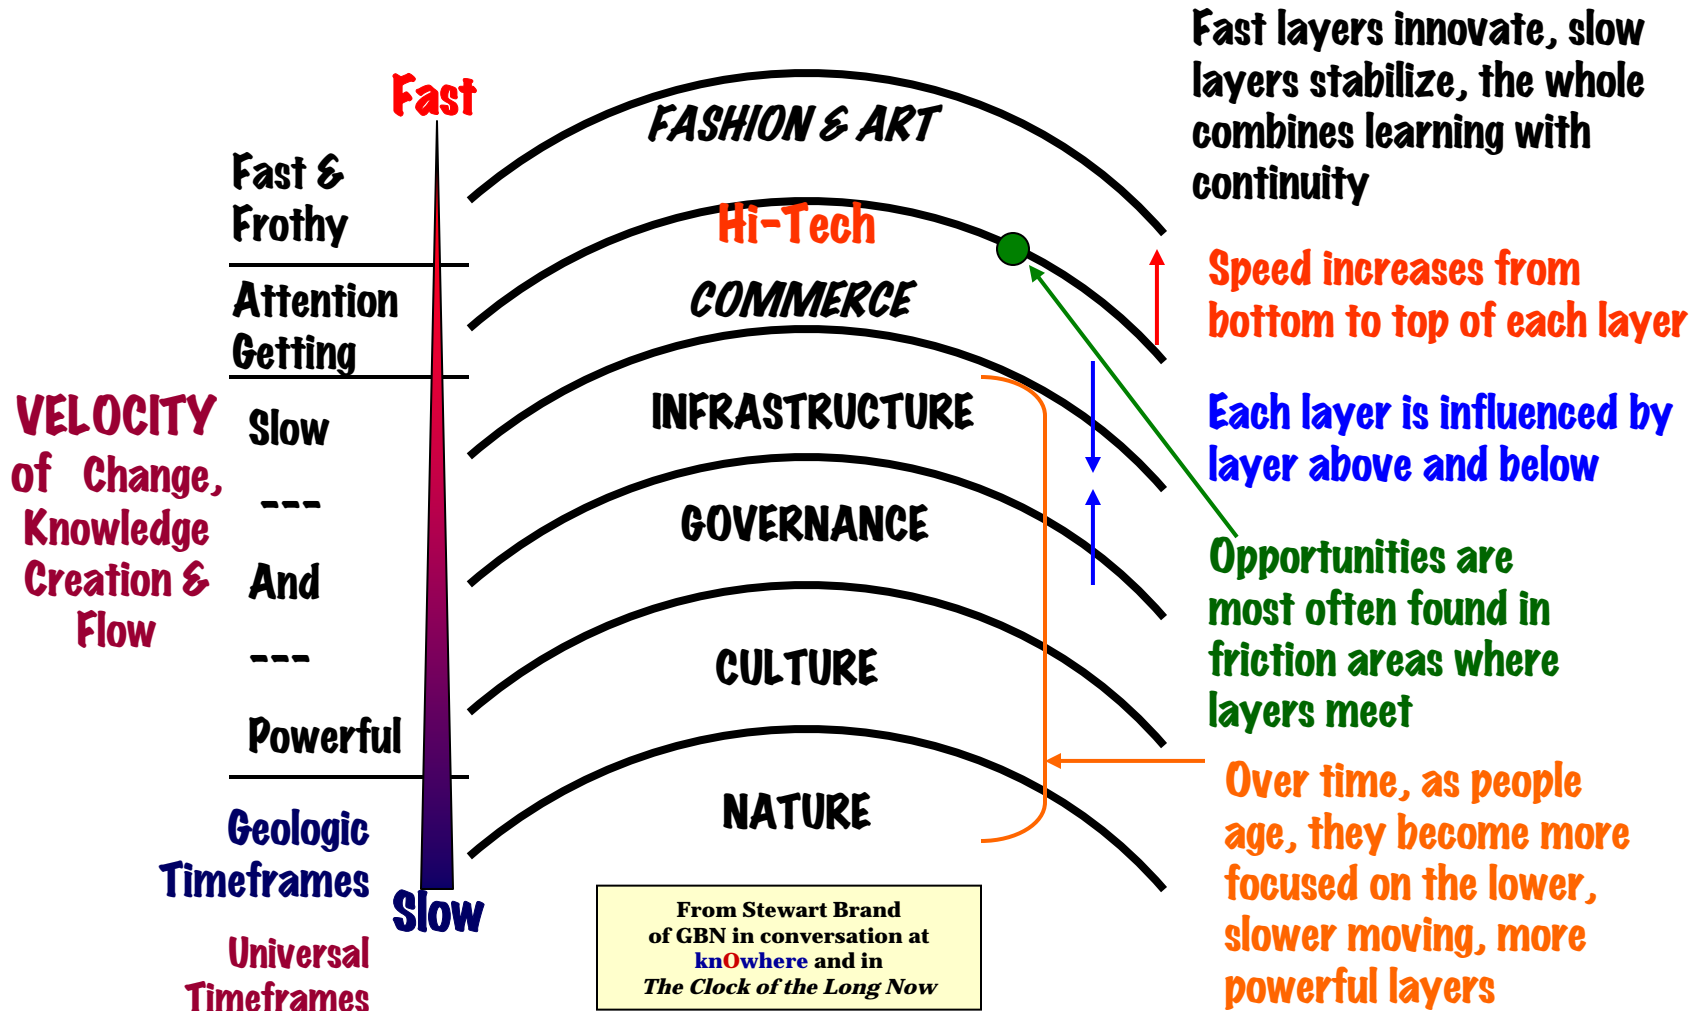 Fast layers innovate, slow
layers stabilize, the whole
combines learning with
continuity
Fast
FASHION & ART
Fast &
Frothy
Hi-Tech
Speed increases from
bottom to top of each layer
Attention
Getting
COMMERCE
VELOCITY
of Change,
Knowledge
Creation &
Flow
Slow
---
And
---
Powerful
INFRASTRUCTURE
Each layer is influenced by
layer above and below
GOVERNANCE
Opportunities are
most often found in
friction areas where
layers meet
CULTURE
NATURE
Over time, as people
age, they become more
focused on the lower,
slower moving, more
powerful layers
Geologic
Timeframes
Slow
Universal
Timeframes
From Stewart Brand
of GBN in conversation at
knOwhere and in
The Clock of the Long Now